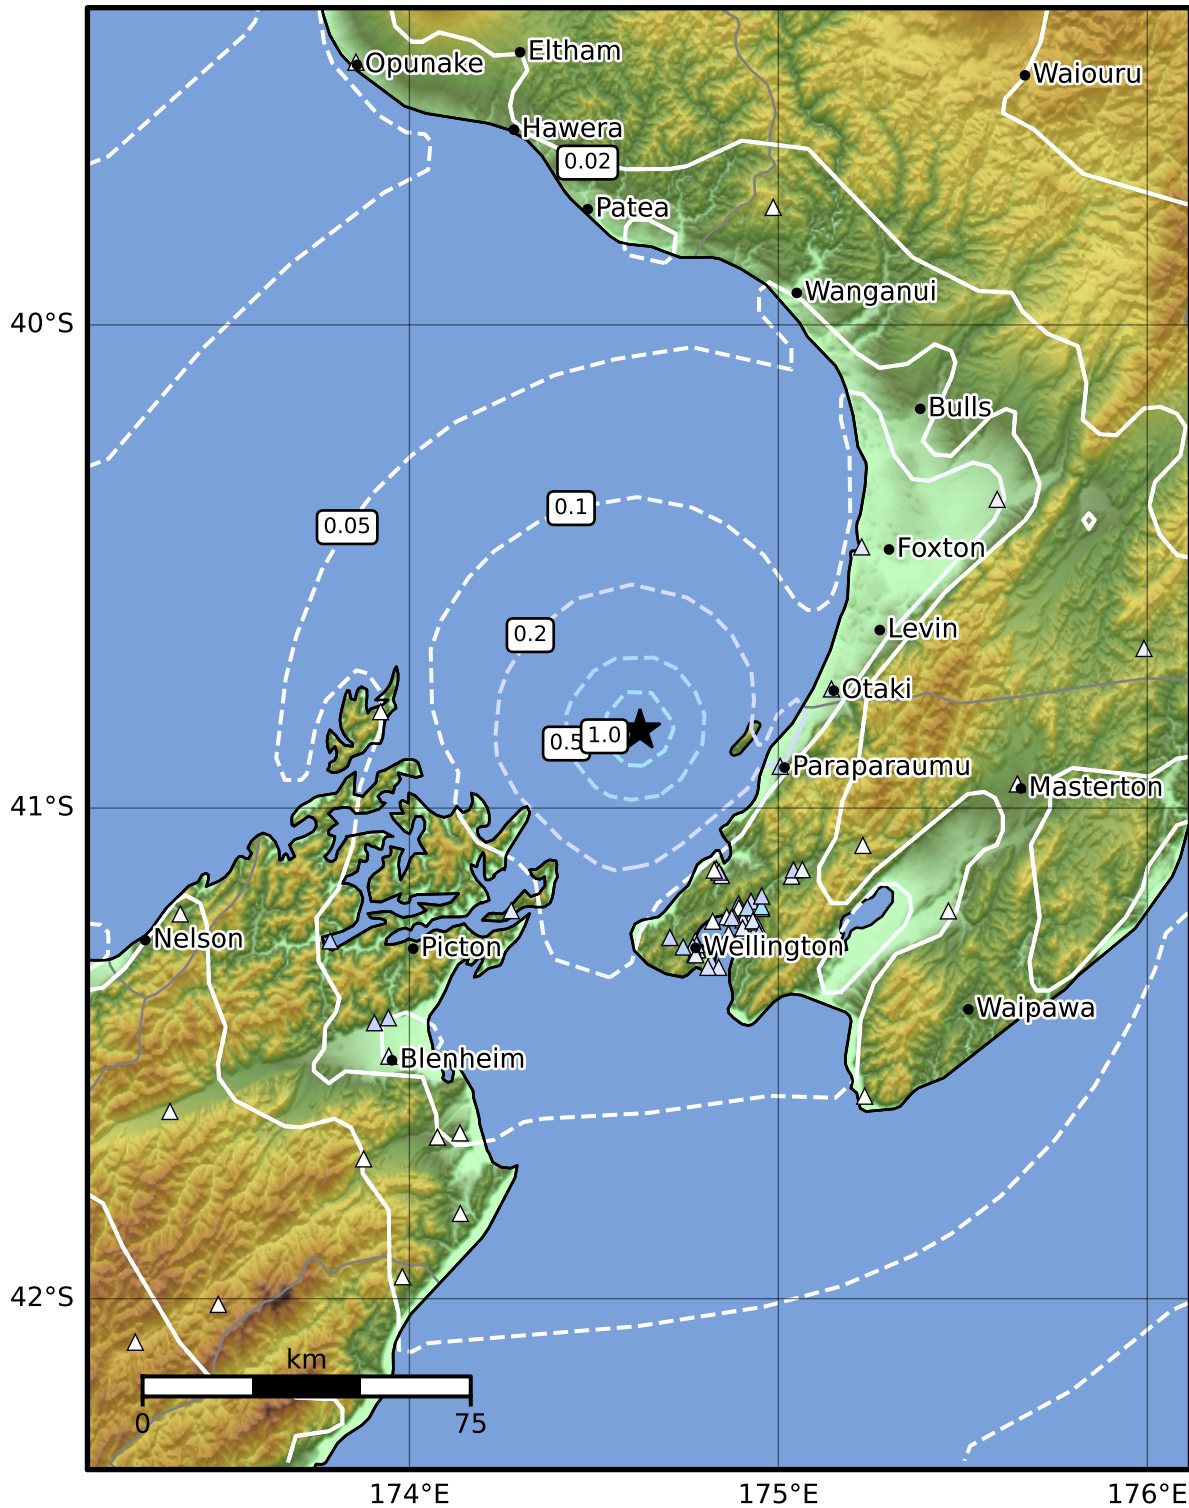 Eltham
Opunake
Waiouru
Hawera
0.02
Patea
Wanganui
40°S
Bulls
0.1
0.05
Foxton
Levin
0.2
Otaki
0.5
1.0
Paraparaumu
Masterton
41°S
Nelson
Picton
Wellington
Waipawa
Blenheim
42°S
km
0
75
174°E
175°E
176°E